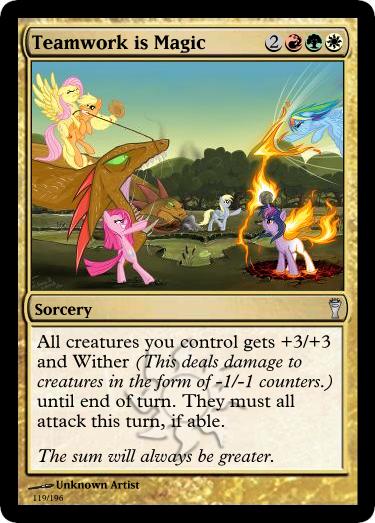 Teamwork is Magic 2
Sorcery
All creatures you control gets +3/+3
and Wither (This deals damage to
creatures in the form of -1/-1 counters.)
until end of turn. They must all
attack this turn, if able.
The sum will always be greater.
Unknown Artist
119/196